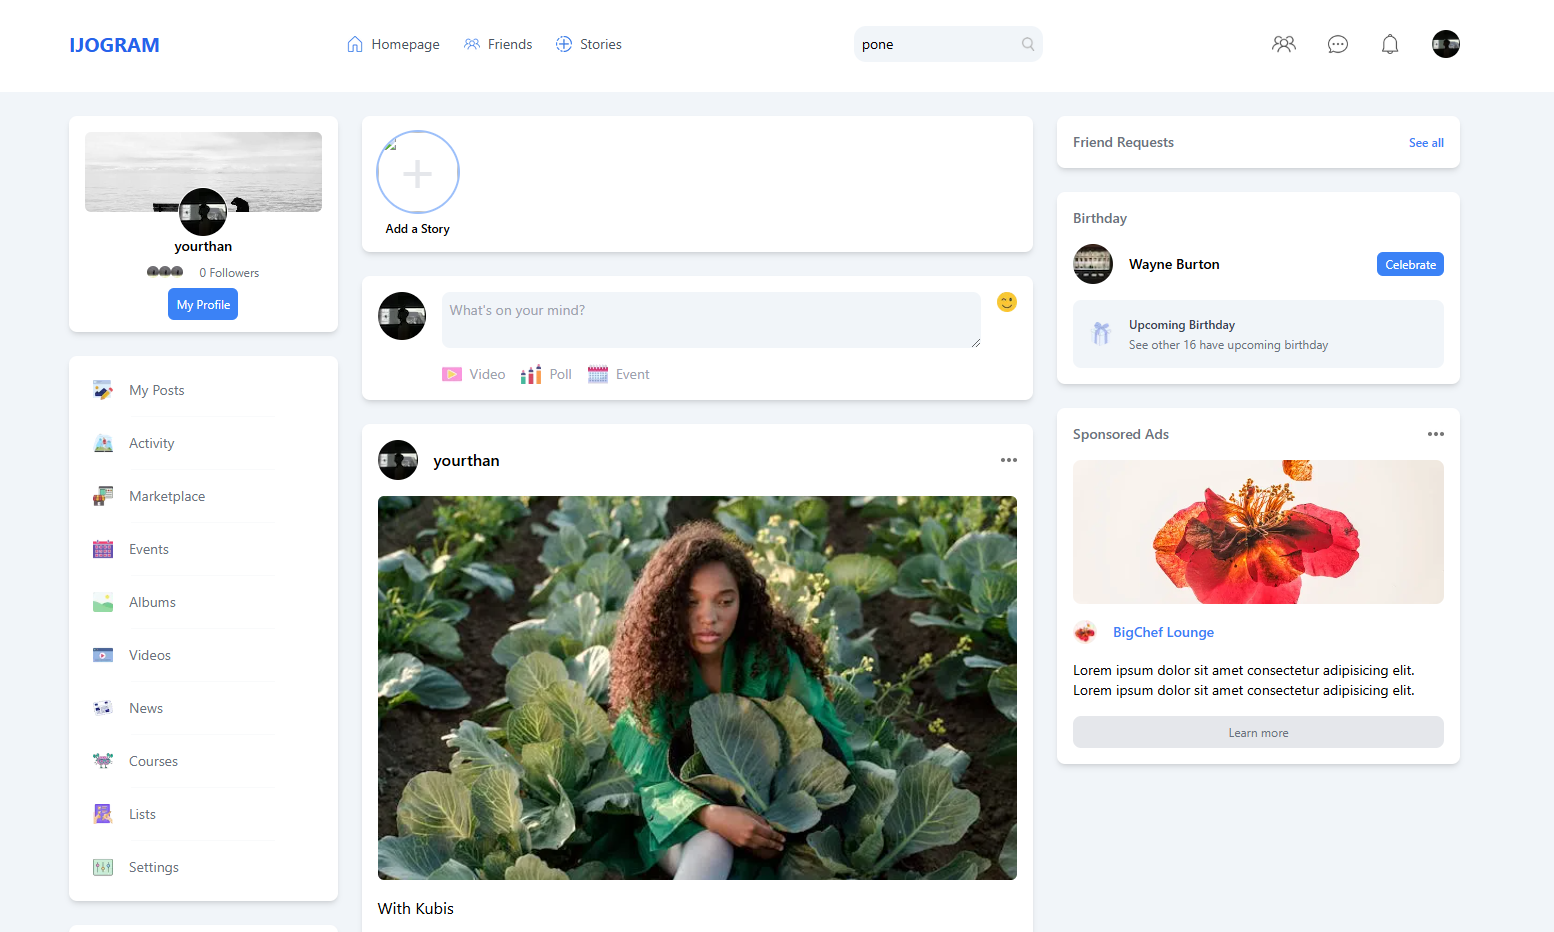 IJOGRAM
Homepage
Friends
Stories
pone
yourthan
0 Followers
My Profile
My Posts
Activity
Marketplace
Events
Albums
Videos
News
Courses
Lists
Settings
Add a Story
What's on your mind?
Video
Poll
Event
yourthan
With Kubis
Friend Requests
See all
Birthday
Wayne Burton
Celebrate
Upcoming Birthday
See other 16 have upcoming birthday
Sponsored Ads
BigChef Lounge
Lorem ipsum dolor sit amet consectetur adipisicing elit.
Lorem ipsum dolor sit amet consectetur adipisicing elit.
Learn more